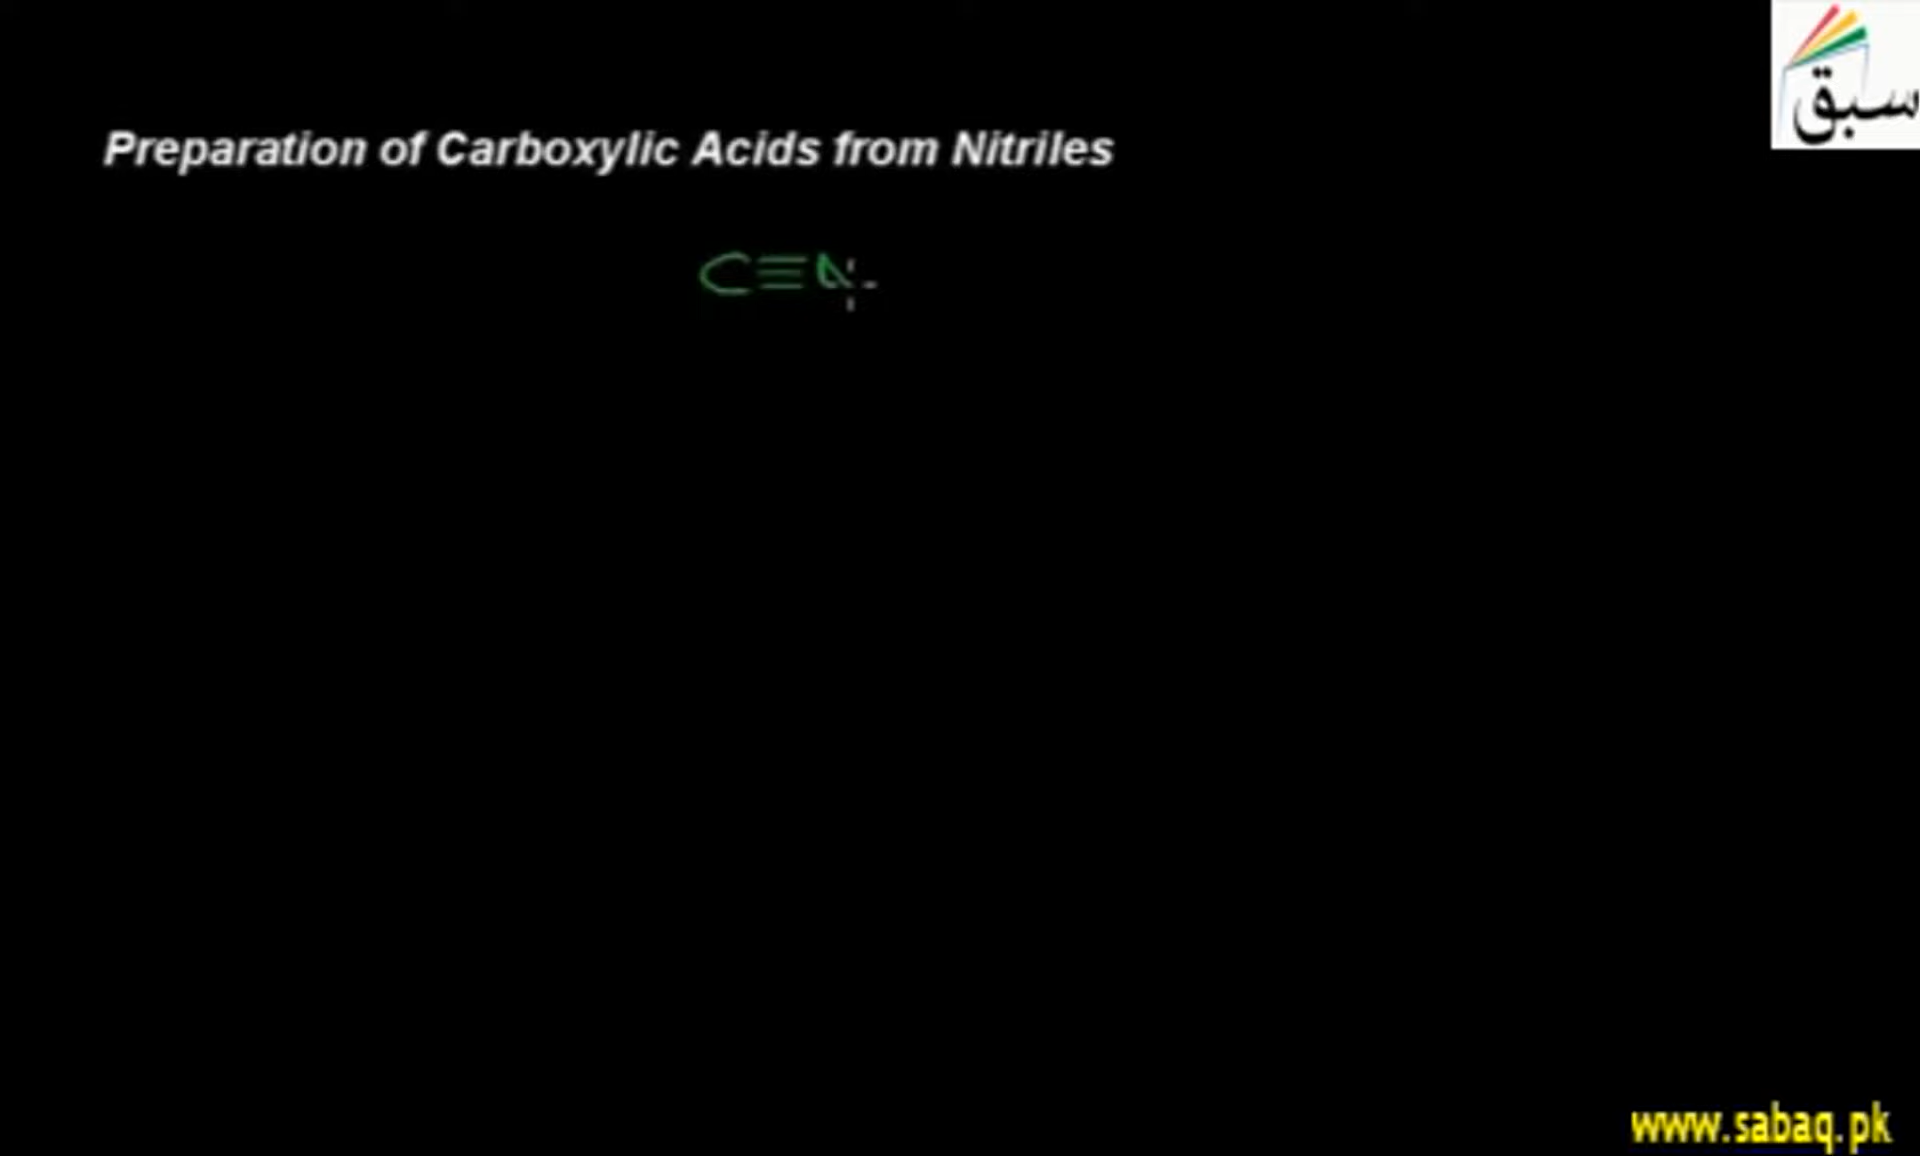 سبق
Preparation of Carboxylic Acids from Nitriles
C≡N
www.sabaq.pk